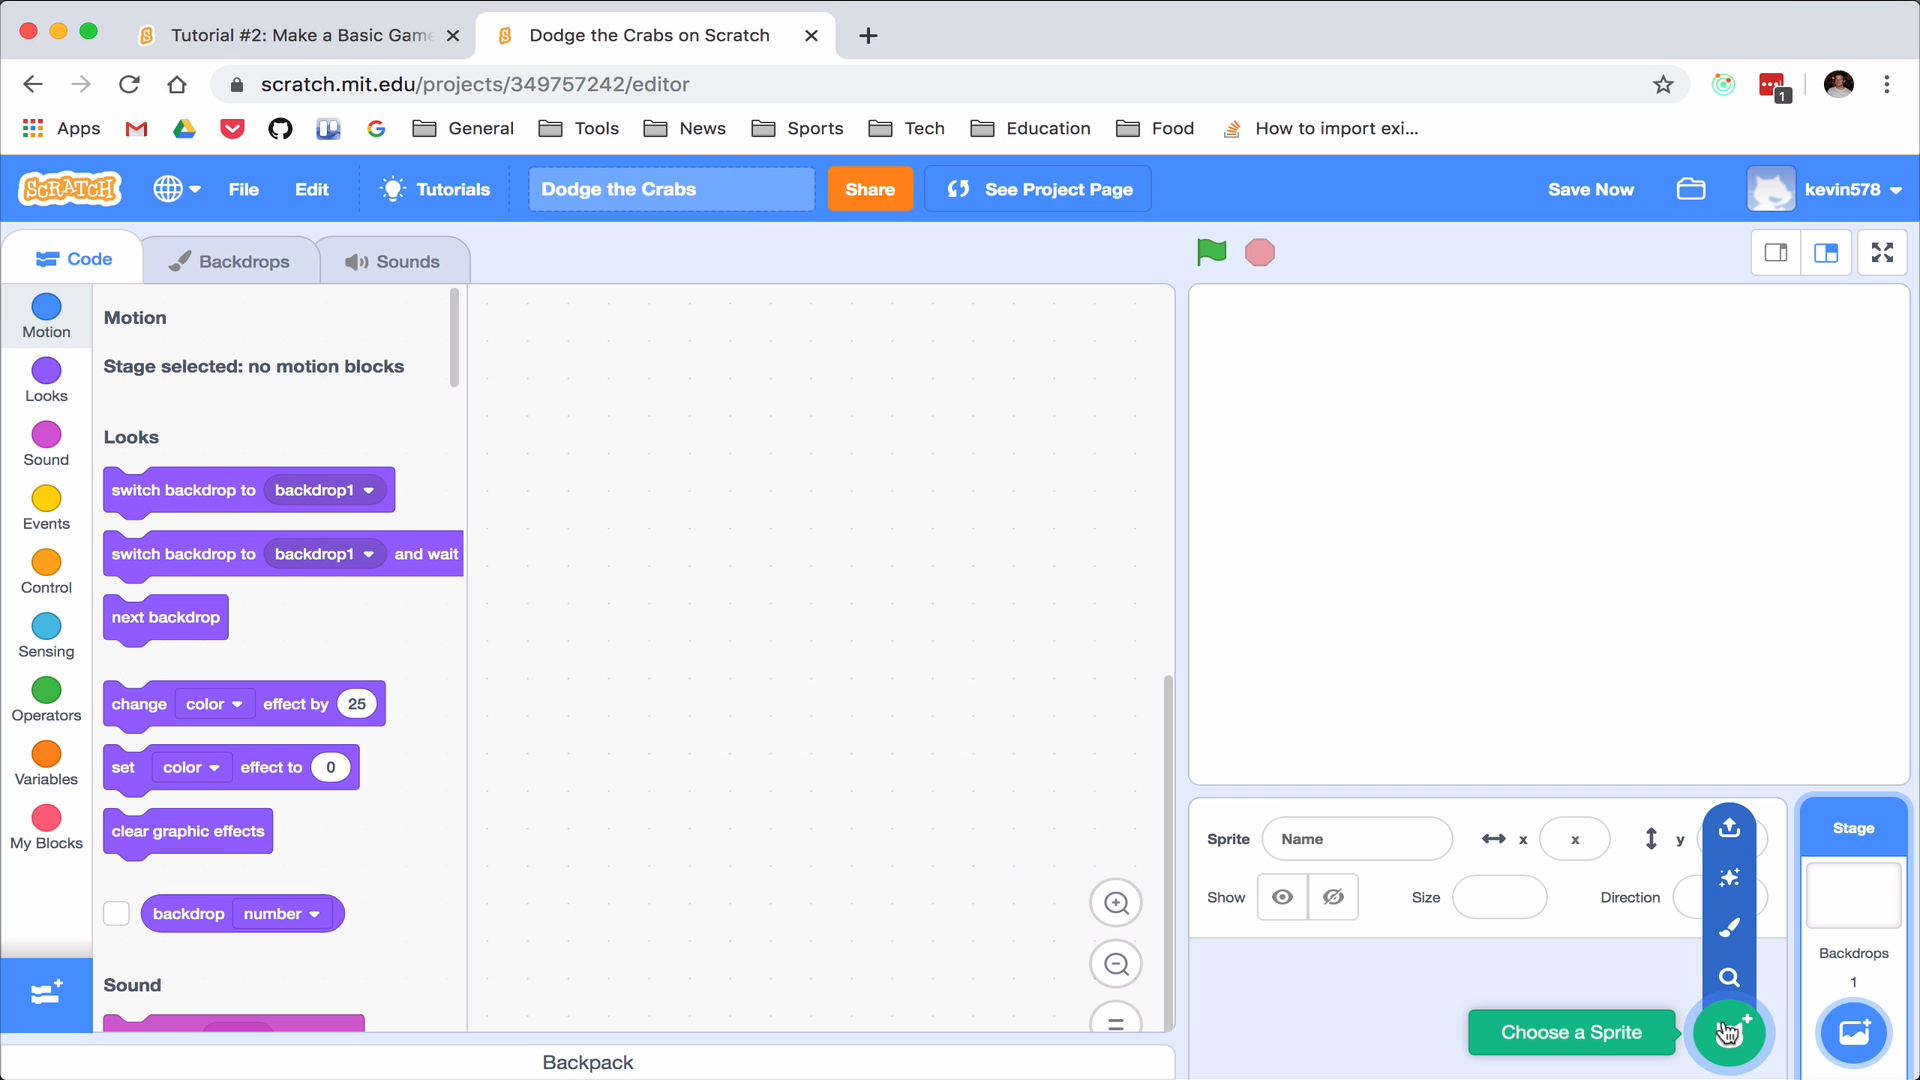 Tutorial #2: Make a Basic Game
Dodge the Crabs on Scratch
scratch.mit.edu/projects/349757242/editor
1
Apps
General
Tools
News
Sports
Tech
Education
Food
How to import exi...
SCRATCH
File
Edit
Tutorials
Dodge the Crabs
Share
See Project Page
Save Now
kevin578
Code
Backdrops
Sounds
Motion
Looks
Sound
Events
Control
Sensing
Operators
Variables
My Blocks
Motion
Stage selected: no motion blocks
Looks
switch backdrop to backdrop1
switch backdrop to backdrop1 and wait
next backdrop
change color effect by 25
set color effect to 0
clear graphic effects
backdrop number
Sound
Backpack
Sprite Name x x y
Show Size Direction
Choose a Sprite
Stage
Backdrops
1